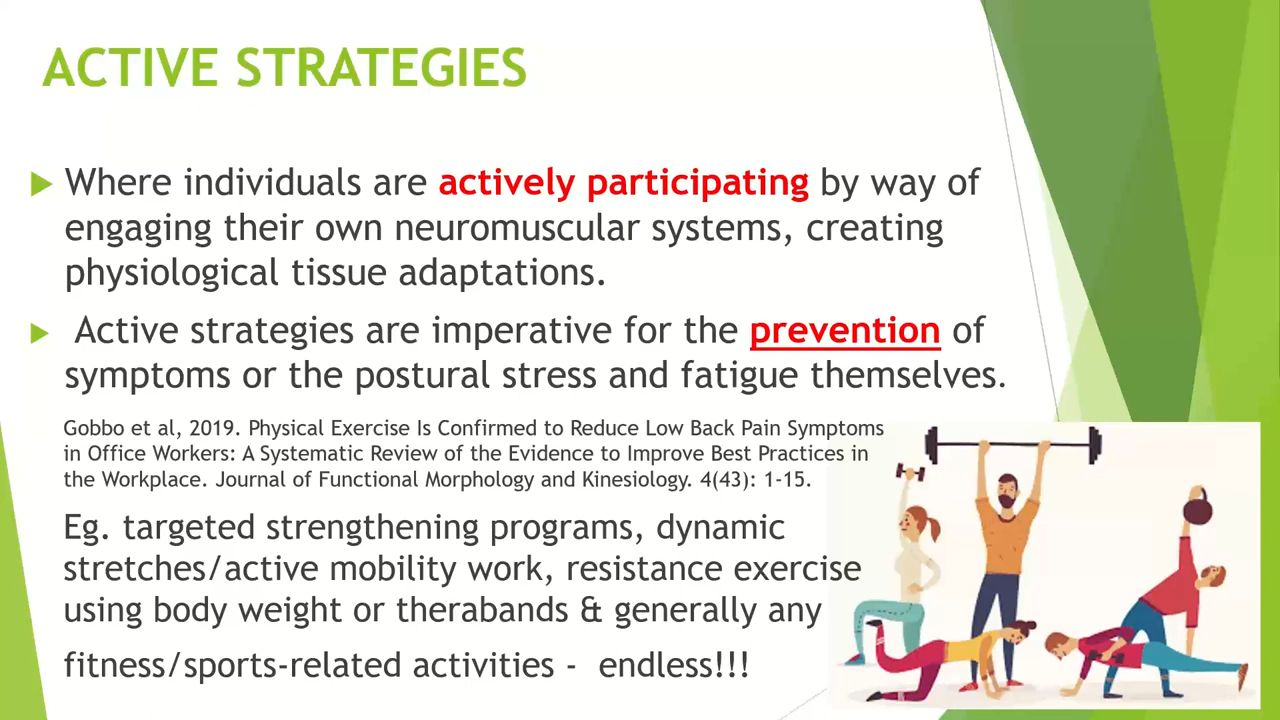 ACTIVE STRATEGIES
Where individuals are actively participating by way of
engaging their own neuromuscular systems, creating
physiological tissue adaptations.
Active strategies are imperative for the prevention of
symptoms or the postural stress and fatigue themselves.
Gobbo et al, 2019. Physical Exercise Is Confirmed to Reduce Low Back Pain Symptoms
in Office Workers: A Systematic Review of the Evidence to Improve Best Practices in
the Workplace. Journal of Functional Morphology and Kinesiology. 4(43): 1-15.
Eg. targeted strengthening programs, dynamic
stretches/active mobility work, resistance exercise
using body weight or therabands & generally any
fitness/sports-related activities - endless!!!